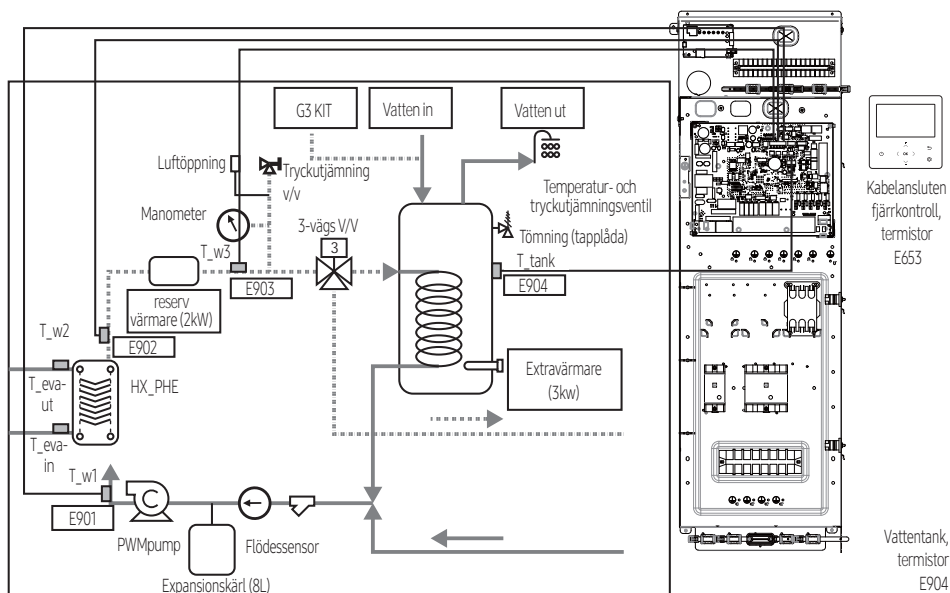 G3 KIT
Vatten in
Vatten ut
Luftöppning
Tryckutjämning
v/v
Temperatur- och
tryckutjämningsventil
Manometer
3-vägs V/V
Tömning (tapplåda)
T_w3
3
T_tank
E903
E904
reserv
värmare (2kW)
T_w2
E902
T_eva-
ut
HX_PHE
Extravärmare
(3kw)
T_eva-
in
T_w1
E901
C
PWMpump
Flödessensor
Expansionskärl (8L)
OK
Kabelansluten
fjärrkontroll,
termistor
E653
Vattentank,
termistor
E904